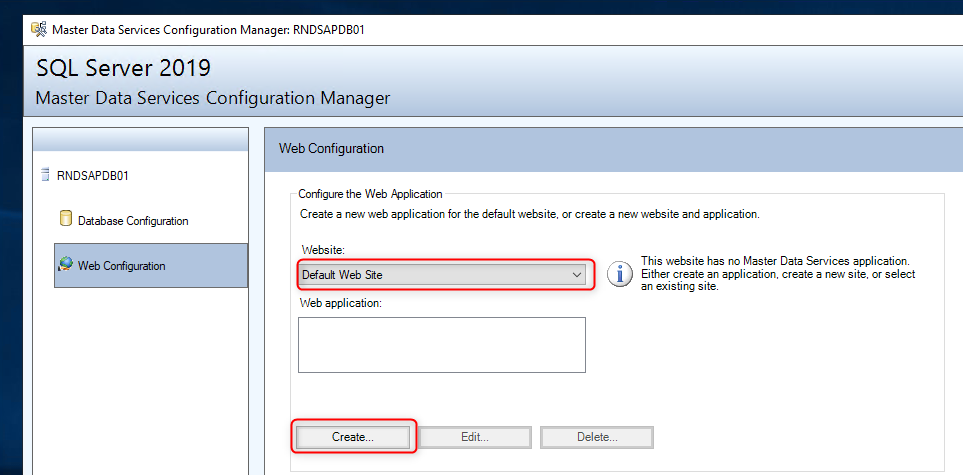 Master Data Services Configuration Manager: RNDSAPDB01
SQL Server 2019
Master Data Services Configuration Manager
RNDSAPDB01
Database Configuration
Web Configuration
Web Configuration
Configure the Web Application
Create a new web application for the default website, or create a new website and application.
Website:
Default Web Site
This website has no Master Data Services application.
Either create an application, create a new site, or select
an existing site.
Web application:
Create...
Edit...
Delete...